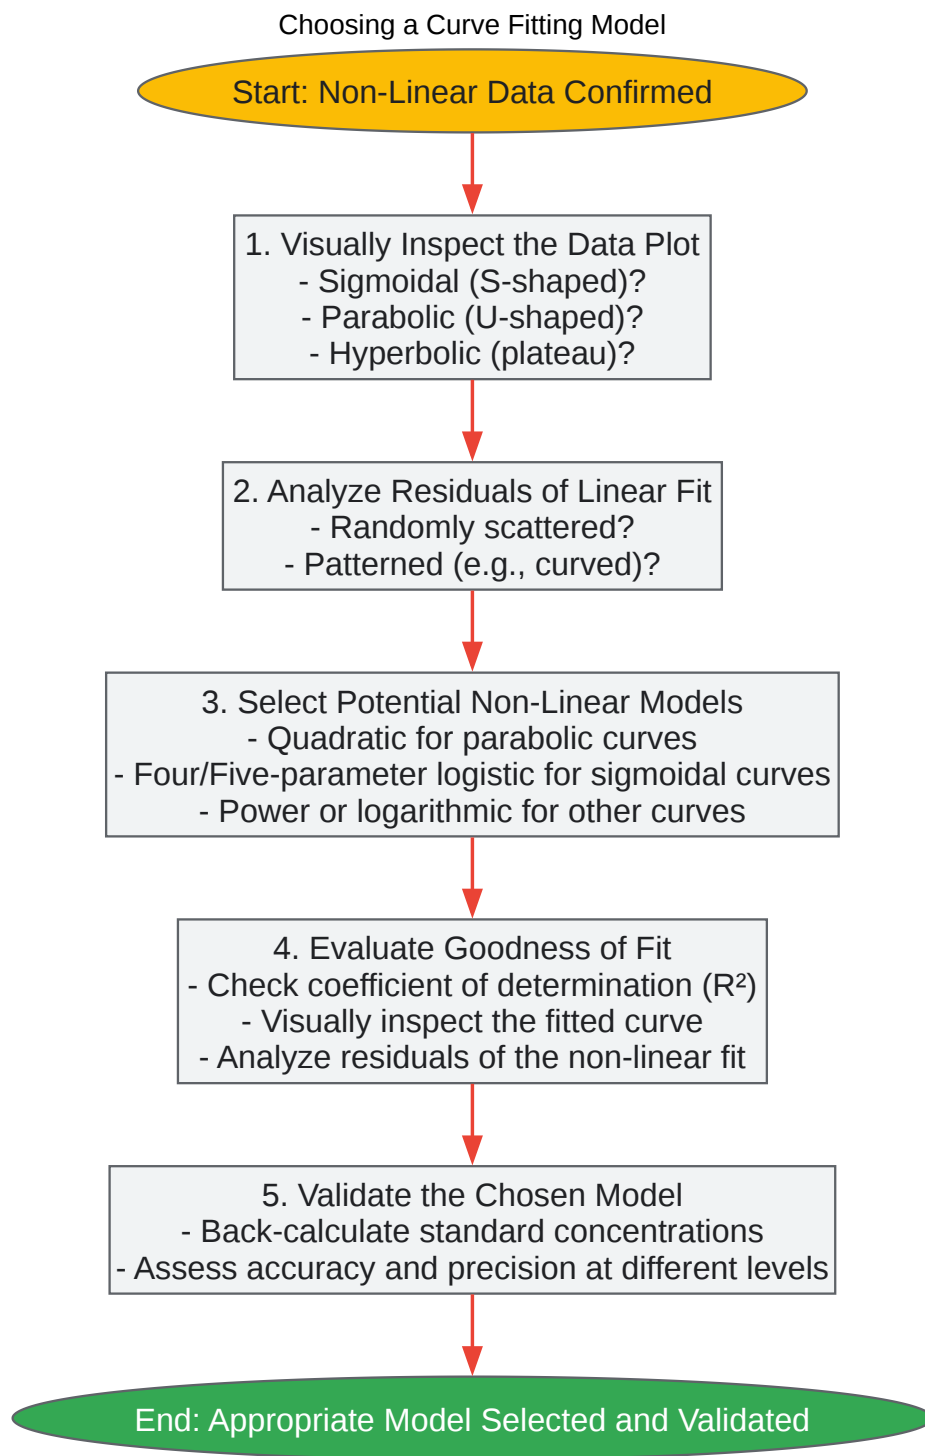 Choosing a Curve Fitting Model
Start: Non-Linear Data Confirmed
1. Visually Inspect the Data Plot
- Sigmoidal (S-shaped)?
- Parabolic (U-shaped)?
- Hyperbolic (plateau)?
2. Analyze Residuals of Linear Fit
- Randomly scattered?
- Patterned (e.g., curved)?
3. Select Potential Non-Linear Models
- Quadratic for parabolic curves
- Four/Five-parameter logistic for sigmoidal curves
- Power or logarithmic for other curves
4. Evaluate Goodness of Fit
- Check coefficient of determination (R²)
- Visually inspect the fitted curve
- Analyze residuals of the non-linear fit
5. Validate the Chosen Model
- Back-calculate standard concentrations
- Assess accuracy and precision at different levels
End: Appropriate Model Selected and Validated